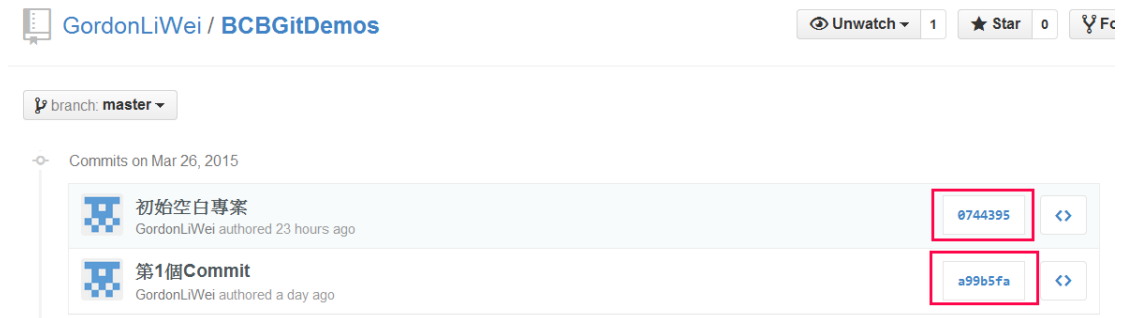 GordonLiWei / BCBGitDemos
Unwatch 1 Star 0 Fo
branch: master
Commits on Mar 26, 2015
初始空白專案
GordonLiWei authored 23 hours ago
0744395 <>
第1個Commit
GordonLiWei authored a day ago
a99b5fa <>